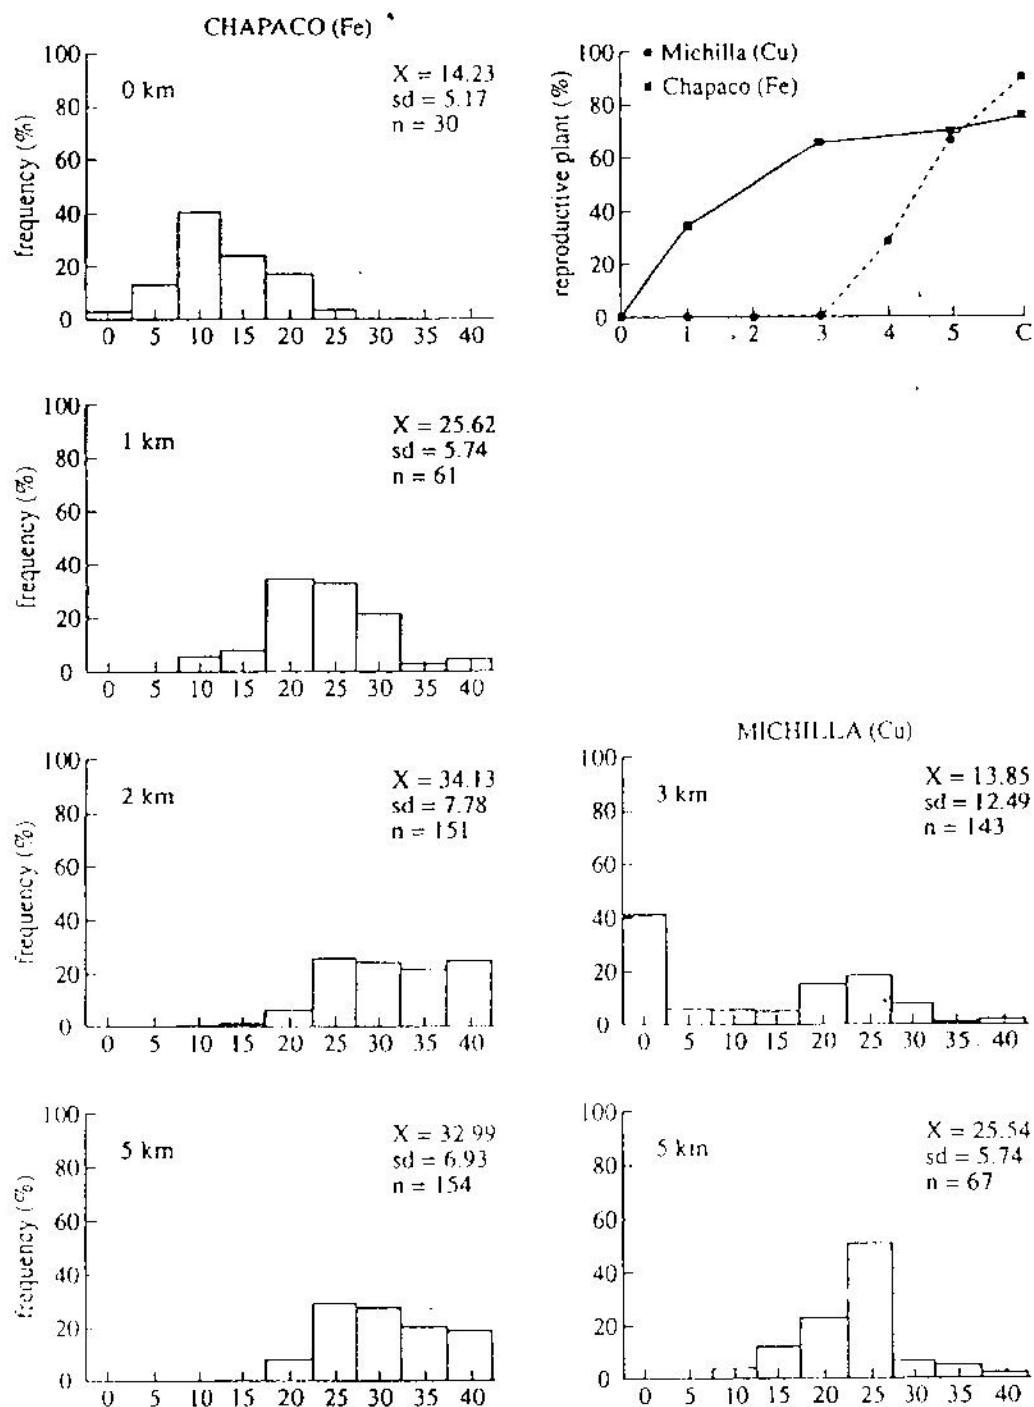 CHAPACO (Fe)
100
80
60
40
20
0
frequency (%)
0 km
X = 14.23
sd = 5.17
n = 30
0 5 10 15 20 25 30 35 40
100
80
60
40
20
0
reproductive plant (%)
Michilla (Cu)
Chapaco (Fe)
0 1 2 3 4 5 C
100
80
60
40
20
0
frequency (%)
1 km
X = 25.62
sd = 5.74
n = 61
0 5 10 15 20 25 30 35 40
100
80
60
40
20
0
frequency (%)
2 km
X = 34.13
sd = 7.78
n = 151
0 5 10 15 20 25 30 35 40
MICHILLA (Cu)
100
80
60
40
20
0
3 km
X = 13.85
sd = 12.49
n = 143
0 5 10 15 20 25 30 35 40
100
80
60
40
20
0
frequency (%)
5 km
X = 32.99
sd = 6.93
n = 154
0 5 10 15 20 25 30 35 40
100
80
60
40
20
0
5 km
X = 25.54
sd = 5.74
n = 67
0 5 10 15 20 25 30 35 40